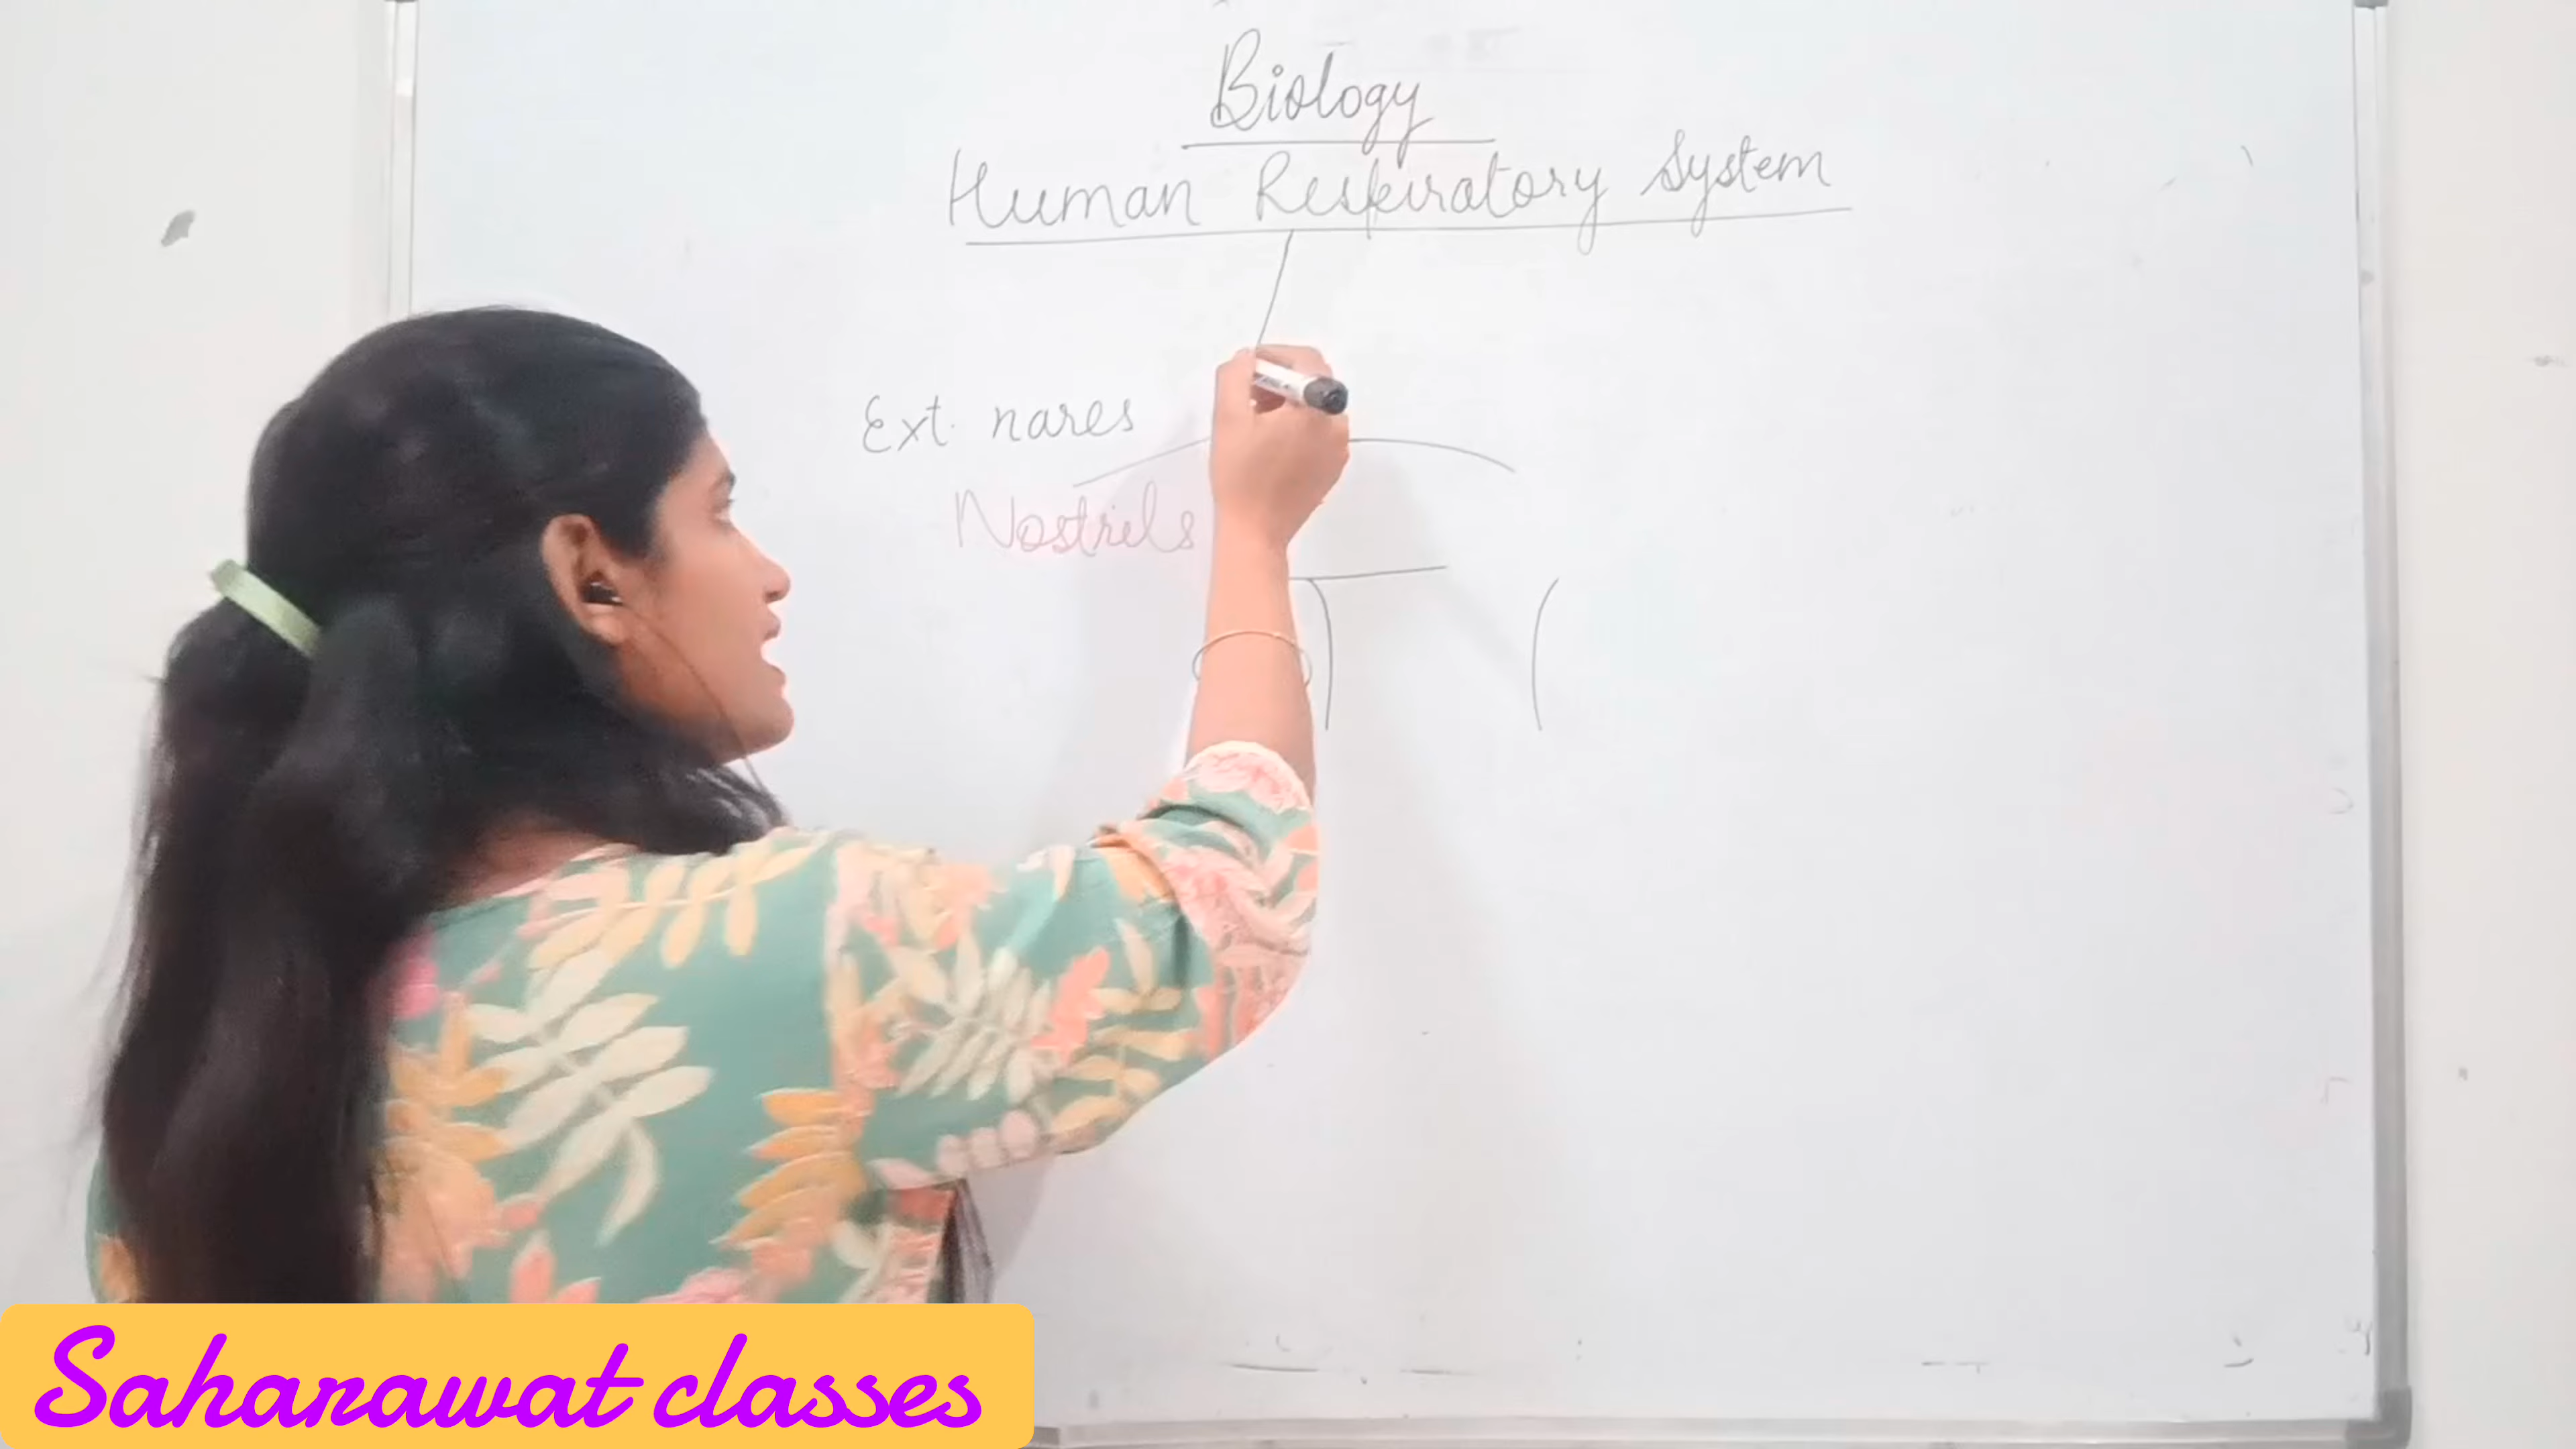 Biology
Human Respiratory System
Ext. nares
Nostrils
Saharawat classes